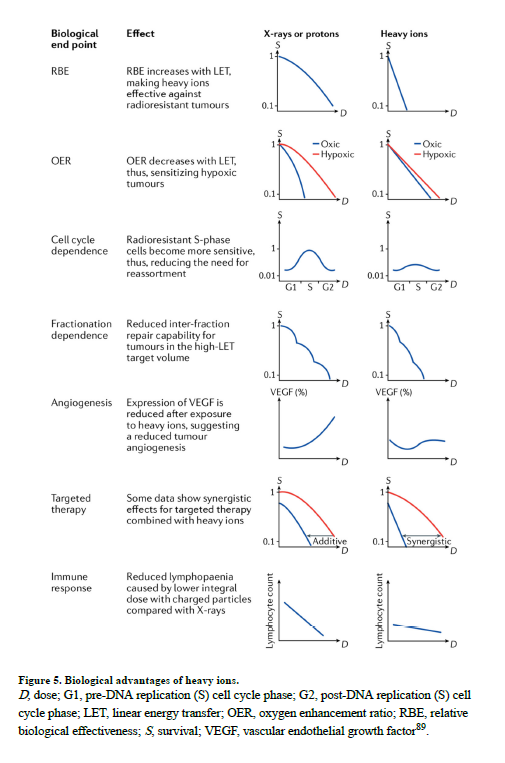 Biological end point
Effect
X-rays or protons
Heavy ions
RBE
RBE increases with LET,
making heavy ions
effective against
radioresistant tumours
S
1
0.1
D
S
1
0.1
D
OER
OER decreases with LET,
thus, sensitizing hypoxic
tumours
S
1
0.1
D
Oxic
Hypoxic
S
1
0.1
D
Oxic
Hypoxic
Cell cycle
dependence
Radioresistant S-phase
cells become more sensitive,
thus, reducing the need for
reassortment
S
1
0.01
G1 S G2 D
S
1
0.01
G1 S G2 D
Fractionation
dependence
Reduced inter-fraction
repair capability for
tumours in the high-LET
target volume
S
1
0.1
D
S
1
0.1
D
Angiogenesis
Expression of VEGF is
reduced after exposure
to heavy ions, suggesting
a reduced tumour
angiogenesis
VEGF (%)
D
VEGF (%)
D
Targeted
therapy
Some data show synergistic
effects for targeted therapy
combined with heavy ions
S
1
0.1
Additive
D
S
1
0.1
Synergistic
D
Immune
response
Reduced lymphopaenia
caused by lower integral
dose with charged particles
compared with X-rays
Lymphocyte count
D
Lymphocyte count
D
Figure 5. Biological advantages of heavy ions.
D, dose; G1, pre-DNA replication (S) cell cycle phase; G2, post-DNA replication (S) cell
cycle phase; LET, linear energy transfer; OER, oxygen enhancement ratio; RBE, relative
biological effectiveness; S, survival; VEGF, vascular endothelial growth factor89.